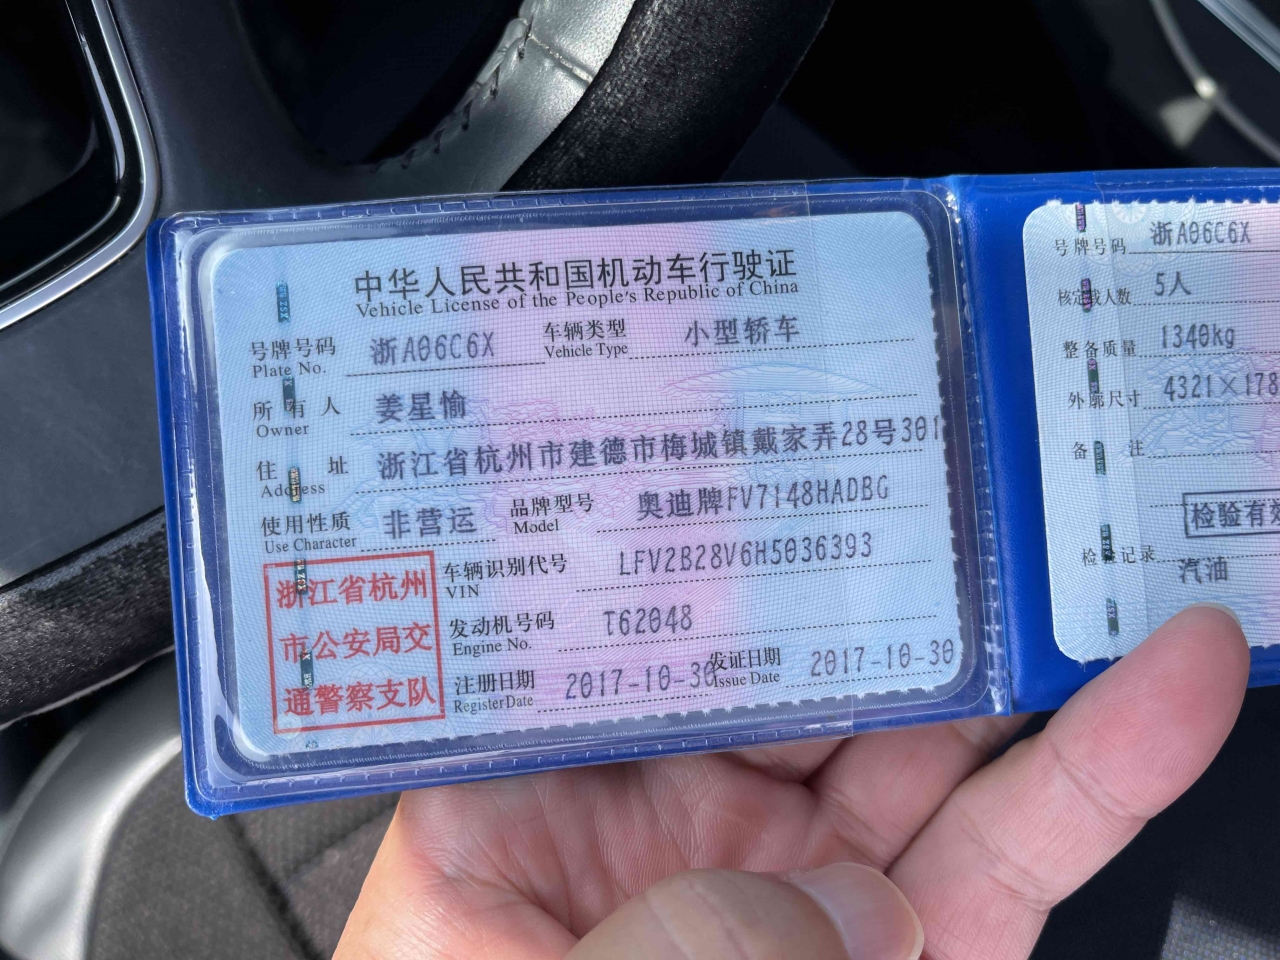 中华人民共和国机动车行驶证
Vehicle License of the People's Republic of China
号牌号码 浙A06C6X 车辆类型 小型轿车
Plate No. Vehicle Type
所有人 姜星愉
Owner
住址 浙江省杭州市建德市梅城镇戴家弄28号301
Address
使用性质 非营运 品牌型号 奥迪牌FV7148HADBG
Use Character Model
浙江省杭州
市公安局交
通警察支队
车辆识别代号 LFV2B28V6H5036393
VIN
发动机号码 T62048
Engine No.
注册日期 2017-10-30 发证日期 2017-10-30
Register Date Issue Date
号牌号码 浙A06C6X
核定载人数 5人
整备质量 1340kg
外廓尺寸 4321×178
备注
检验有效
检验记录
汽油